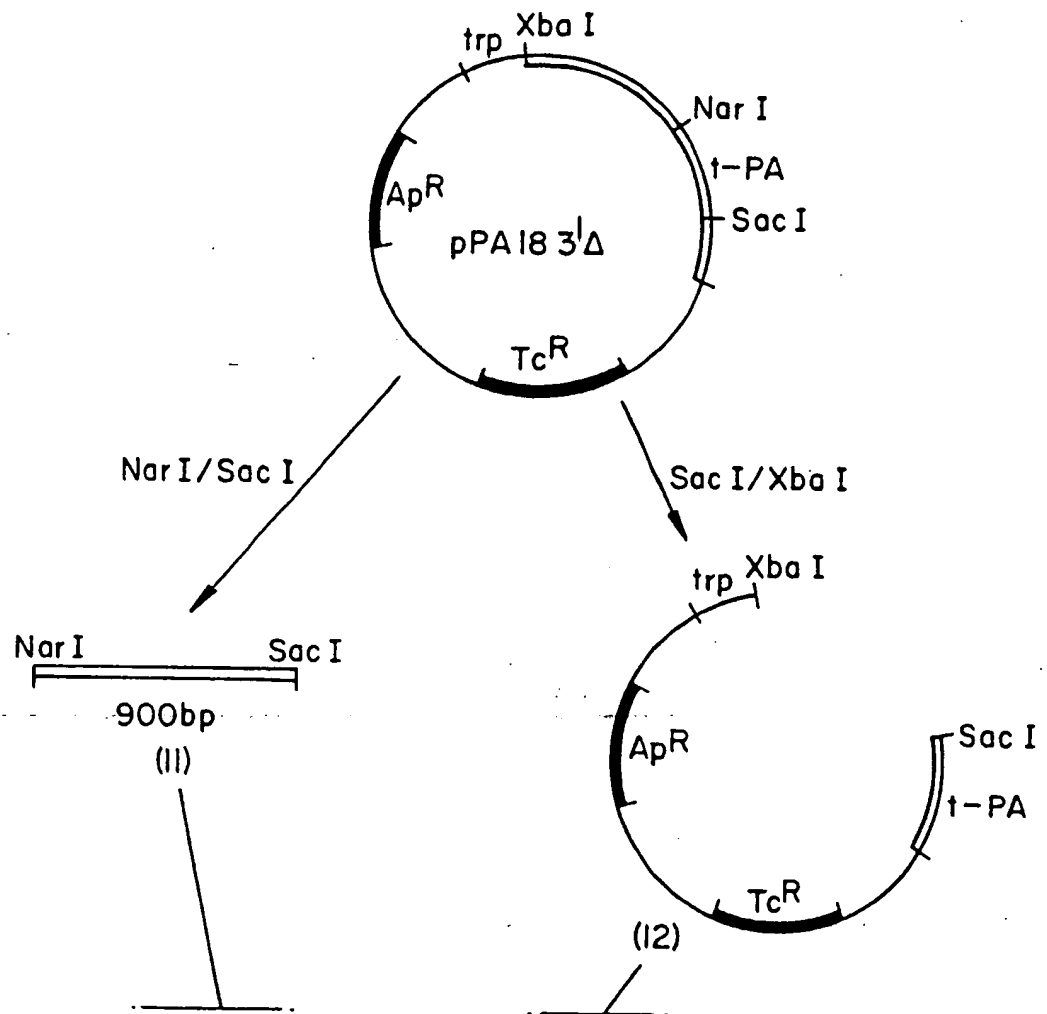 trp Xba I
Nar I
t-PA
Ap^R
Sac I
pPA18 3'Δ
Tc^R
Nar I/Sac I
Sac I/Xba I
trp Xba I
Nar I Sac I
900bp
(11)
Ap^R
Sac I
t-PA
Tc^R
(12)